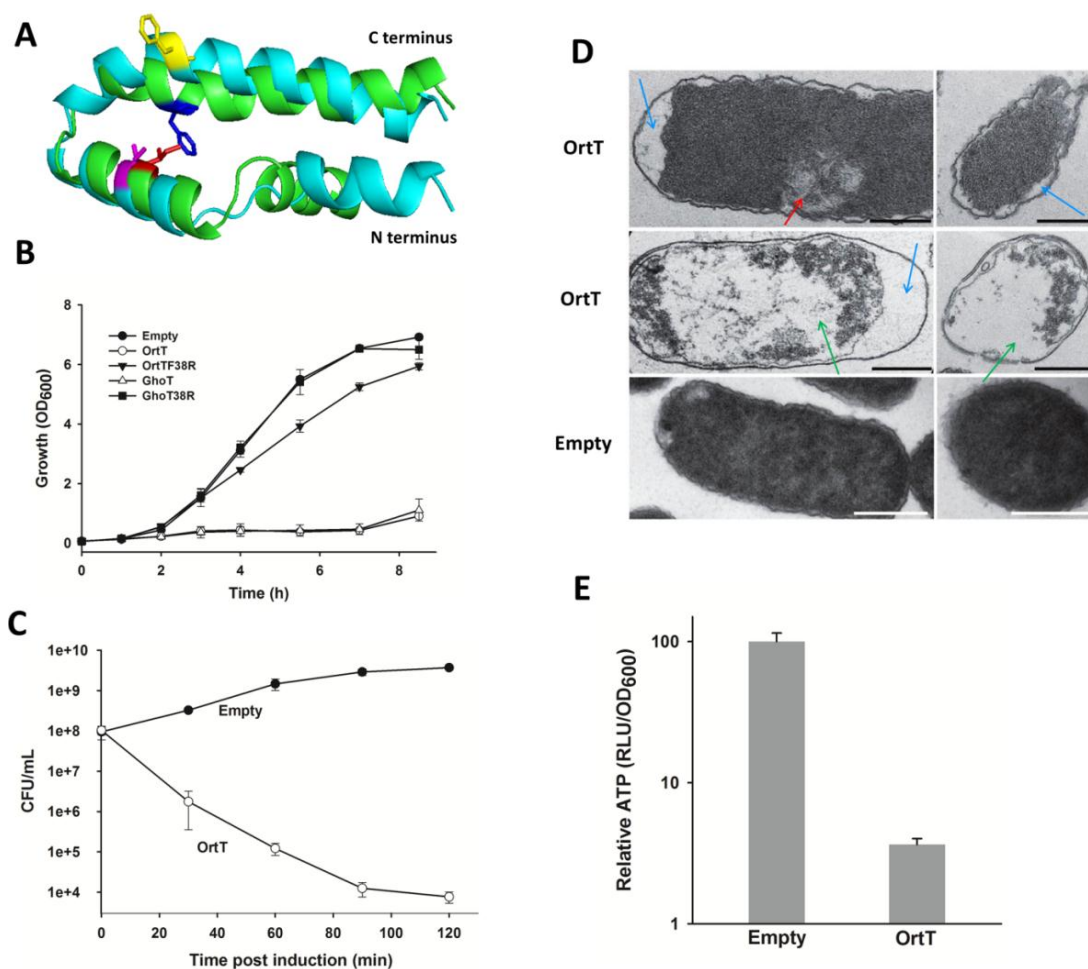 A
C terminus
N terminus
B
8
6
4
2
0
Growth (OD600)
Empty
OrtT
OrtTF38R
GhoT
GhoT38R
0 2 4 6 8
Time (h)
C
1e+10
1e+9
1e+8
1e+7
1e+6
1e+5
1e+4
CFU/mL
Empty
OrtT
0 20 40 60 80 100 120
Time post induction (min)
D
OrtT
OrtT
Empty
E
100
10
1
Relative ATP (RLU/OD600)
Empty OrtT